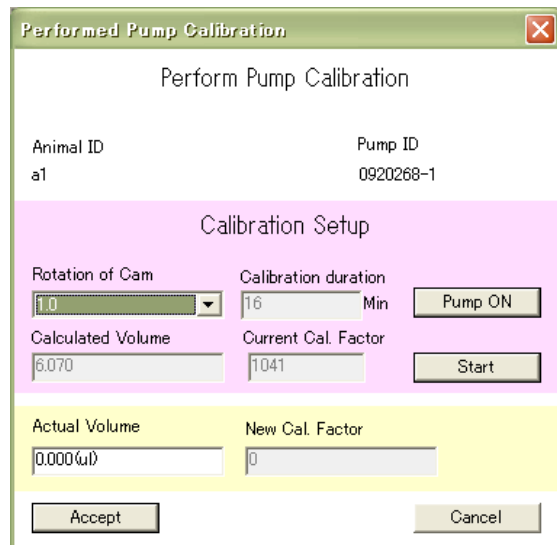 Performed Pump Calibration
Perform Pump Calibration
Animal ID
Pump ID
a1
0920268-1
Calibration Setup
Rotation of Cam
Calibration duration
1.0
16
Min
Pump ON
Calculated Volume
Current Cal. Factor
6.070
1041
Start
Actual Volume
New Cal. Factor
0.000(ul)
0
Accept
Cancel